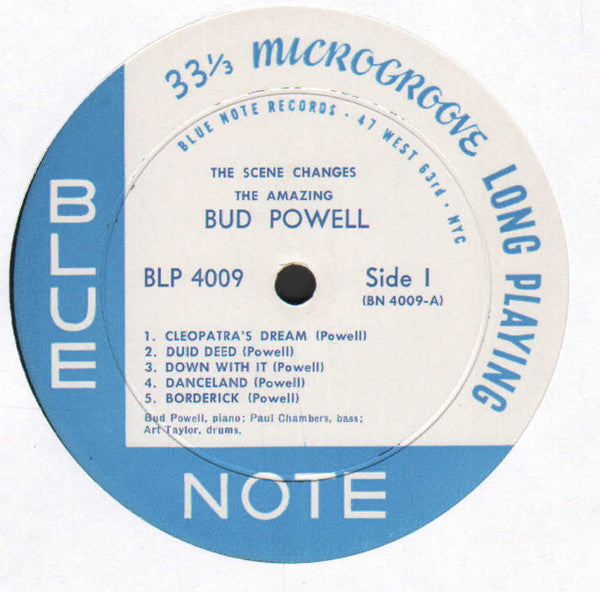 33⅓ MICROGROOVE LONG PLAYING
BLUE NOTE RECORDS · 47 WEST 63rd · NYC
THE SCENE CHANGES
THE AMAZING
BUD POWELL
BLP 4009 Side 1
(BN 4009-A)
1. CLEOPATRA'S DREAM (Powell)
2. DUID DEED (Powell)
3. DOWN WITH IT (Powell)
4. DANCELAND (Powell)
5. BORDERICK (Powell)
Bud Powell, piano; Paul Chambers, bass;
Art Taylor, drums.
BLUE
NOTE